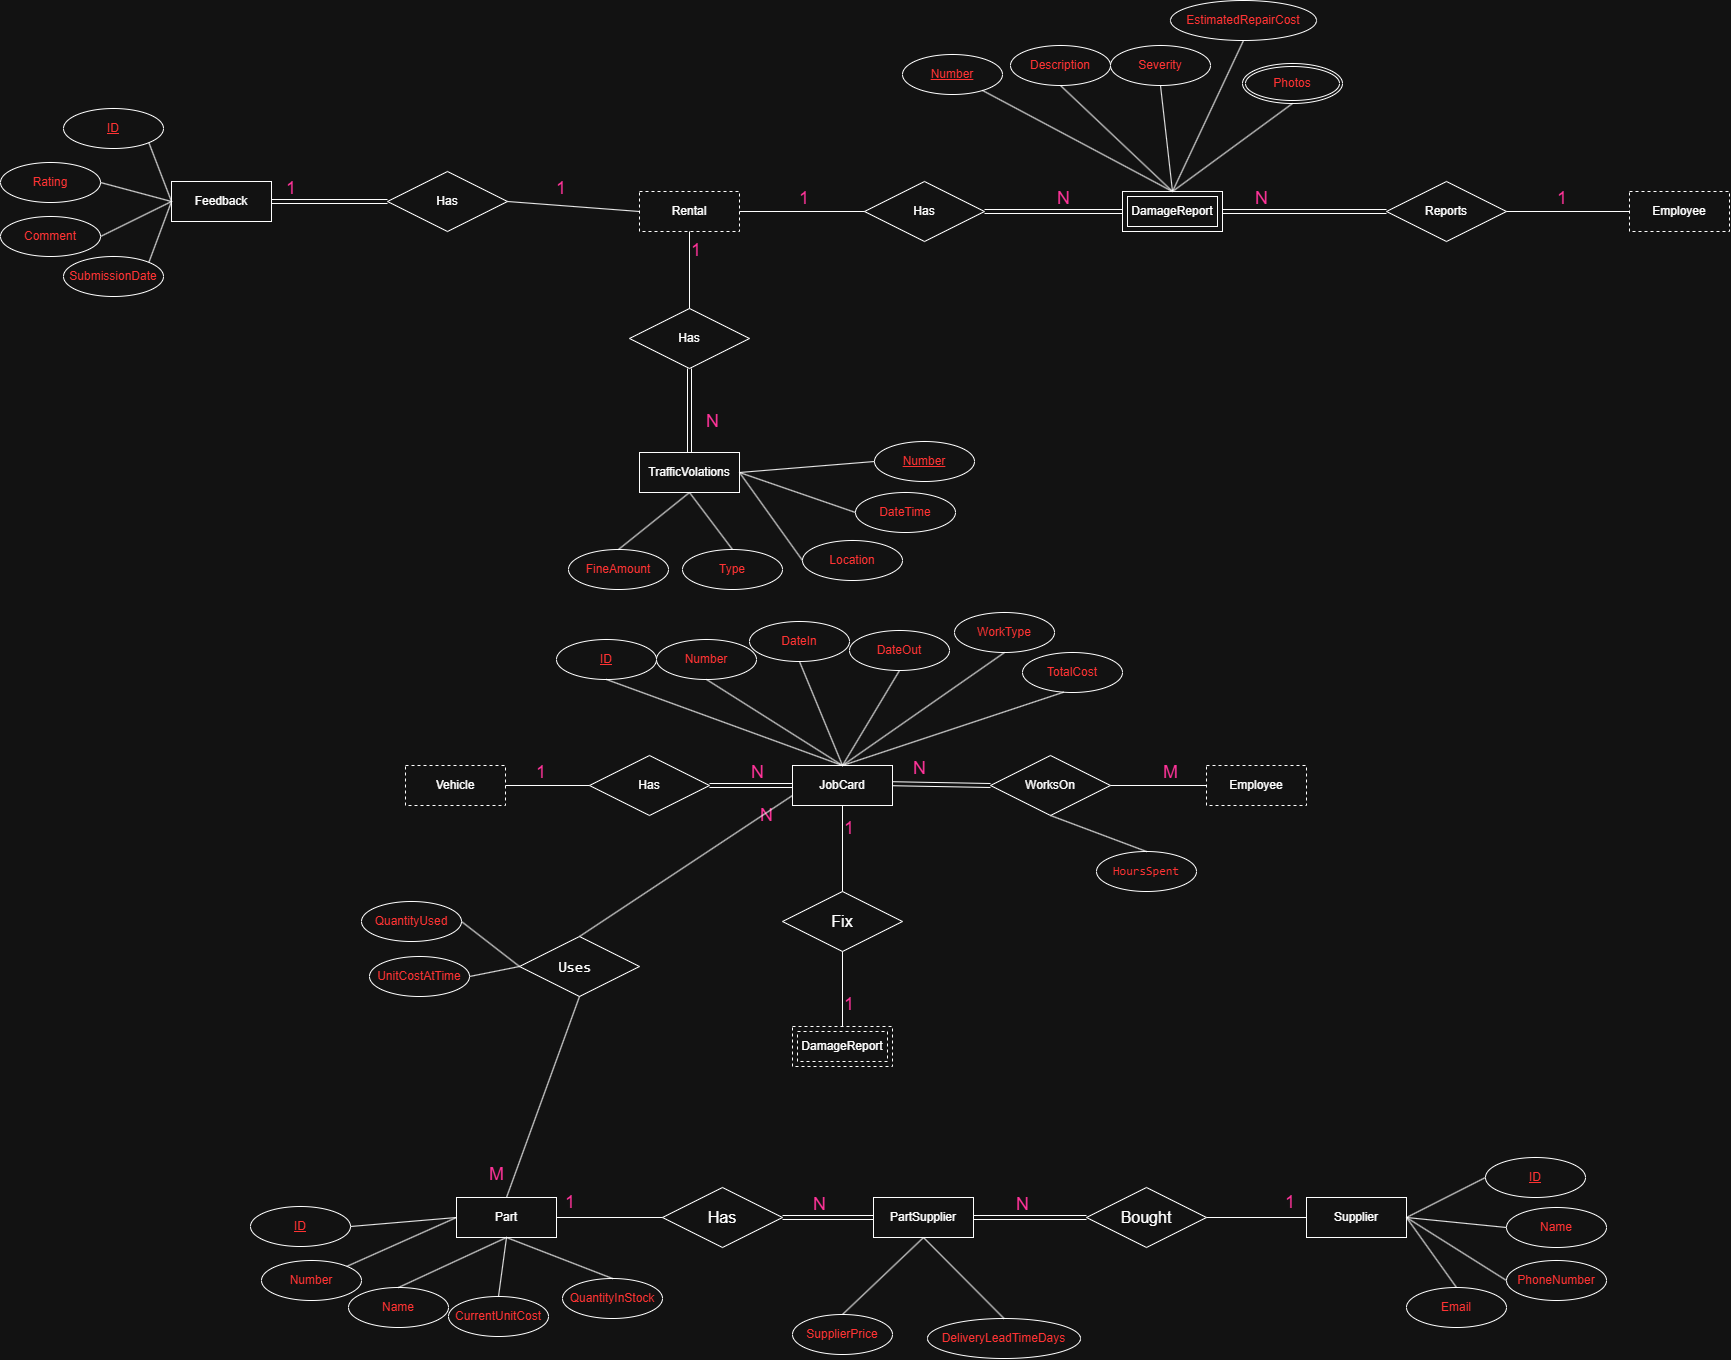 EstimatedRepairCost
Number
Description
Severity
Photos
ID
Rating
Comment
SubmissionDate
Feedback
1
Has
1
Rental
1
Has
N
DamageReport
N
Reports
1
Employee
1
Has
N
TrafficVolations
Number
DateTime
Location
FineAmount
Type
ID
Number
DateIn
DateOut
WorkType
TotalCost
Vehicle
1
Has
N
JobCard
N
WorksOn
M
Employee
N
1
HoursSpent
QuantityUsed
UnitCostAtTime
Uses
Fix
1
DamageReport
M
Part
1
Has
N
PartSupplier
N
Bought
1
Supplier
ID
Number
Name
CurrentUnitCost
QuantityInStock
SupplierPrice
DeliveryLeadTimeDays
ID
Name
PhoneNumber
Email